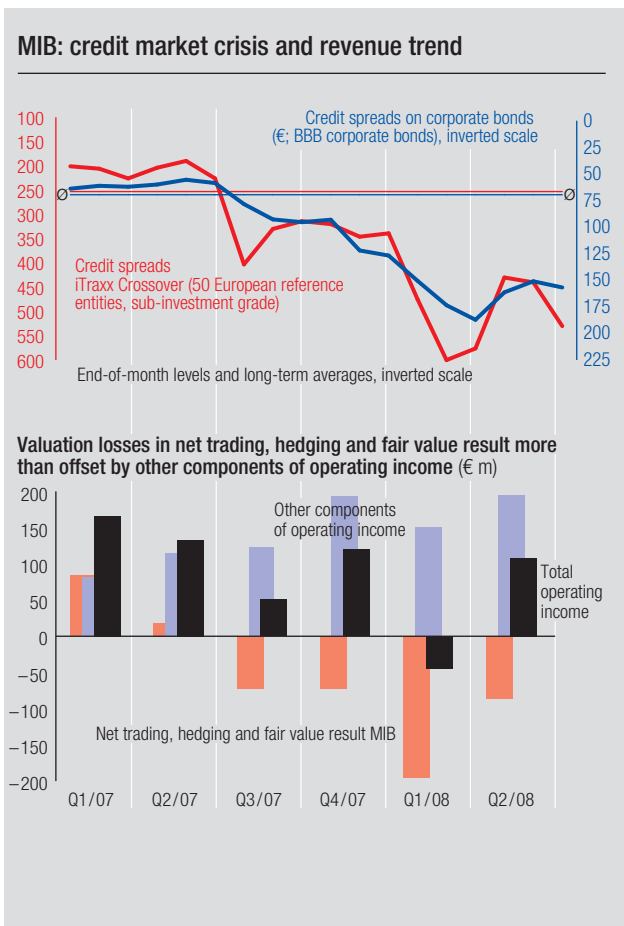 MIB: credit market crisis and revenue trend
100
150
200
250
300
350
400
450
500
550
600
Credit spreads on corporate bonds
(€; BBB corporate bonds), inverted scale
0
25
50
75
100
125
150
175
200
225
Ø
Ø
Credit spreads
iTraxx Crossover (50 European reference
entities, sub-investment grade)
End-of-month levels and long-term averages, inverted scale
Valuation losses in net trading, hedging and fair value result more
than offset by other components of operating income (€ m)
200
150
100
50
0
–50
–100
–150
–200
Other components
of operating income
Total
operating
income
Net trading, hedging and fair value result MIB
Q1/07 Q2/07 Q3/07 Q4/07 Q1/08 Q2/08